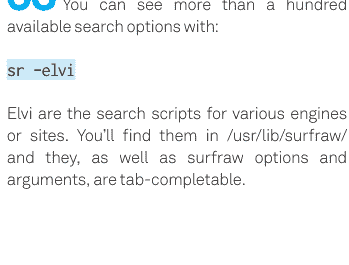 You can see more than a hundred
available search options with:
sr -elvi
Elvi are the search scripts for various engines
or sites. You'll find them in /usr/lib/surfraw/
and they, as well as surfraw options and
arguments, are tab-completable.